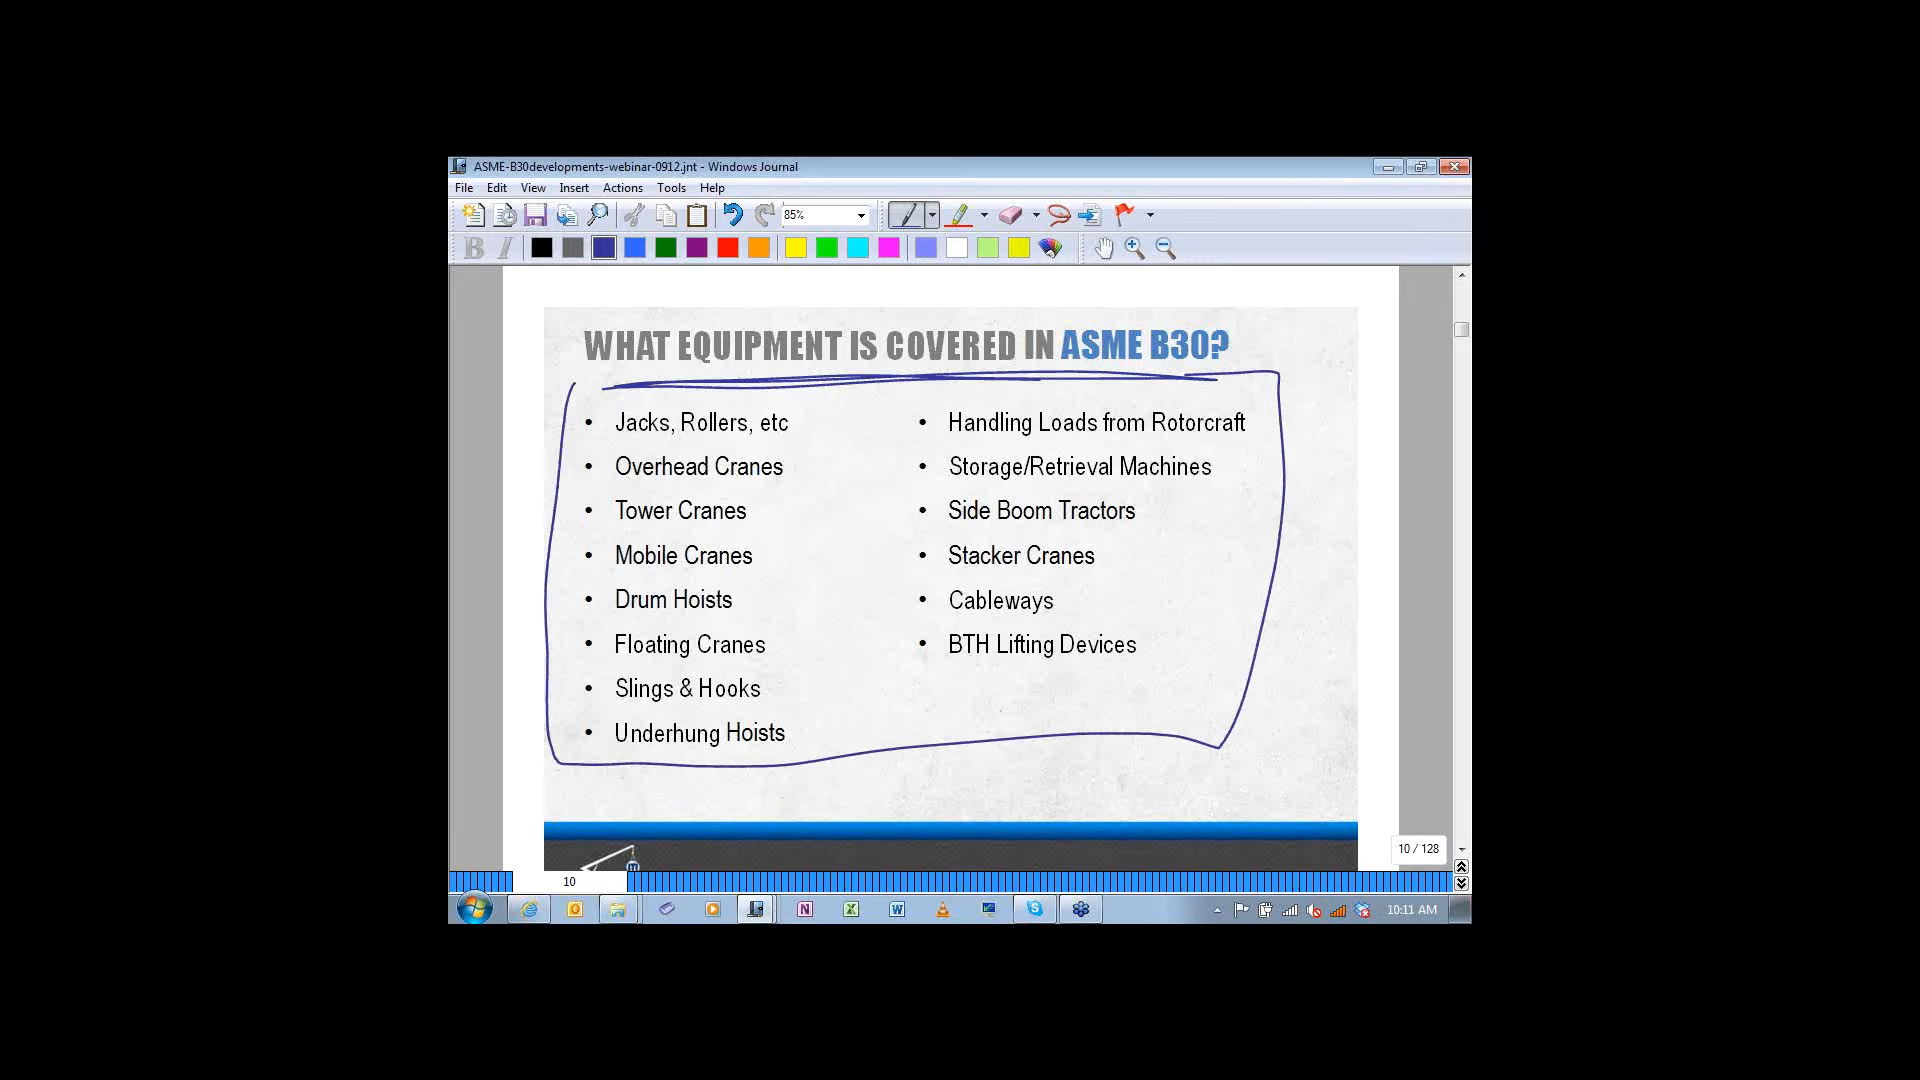 ASME-B30developments-webinar-0912.jnt - Windows Journal
File Edit View Insert Actions Tools Help
85%
B I
WHAT EQUIPMENT IS COVERED IN ASME B30?
• Jacks, Rollers, etc
• Overhead Cranes
• Tower Cranes
• Mobile Cranes
• Drum Hoists
• Floating Cranes
• Slings & Hooks
• Underhung Hoists
• Handling Loads from Rotorcraft
• Storage/Retrieval Machines
• Side Boom Tractors
• Stacker Cranes
• Cableways
• BTH Lifting Devices
10 / 128
10
10:11 AM